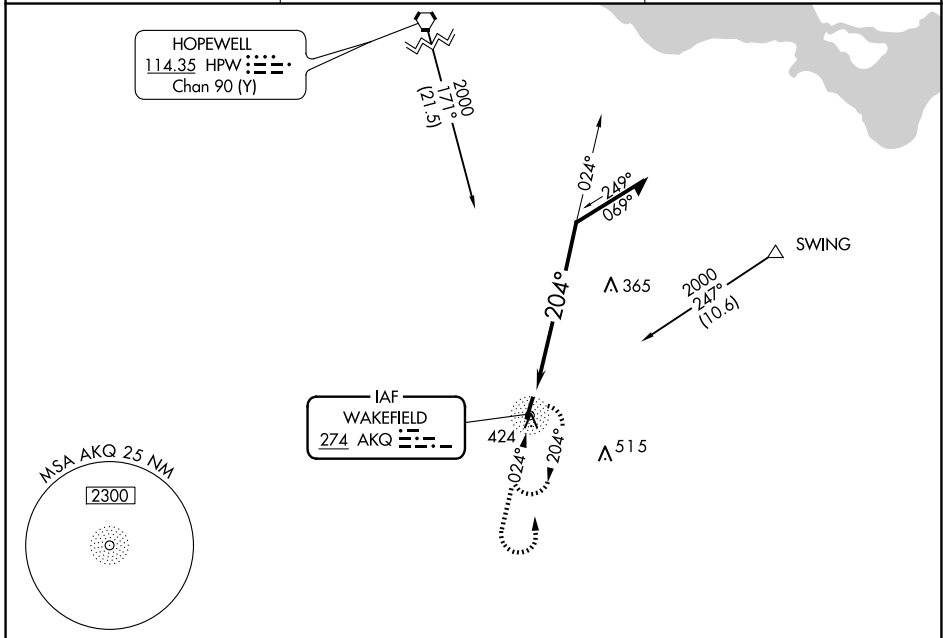 HOPEWELL
114.35 HPW
Chan 90 (Y)
2000
171°
(21.5)
024°
249°
069°
SWING
204°
365
2000
247°
(10.6)
IAF
WAKEFIELD
274 AKQ
424
024°
204°
515
MSA AKQ 25 NM
2300